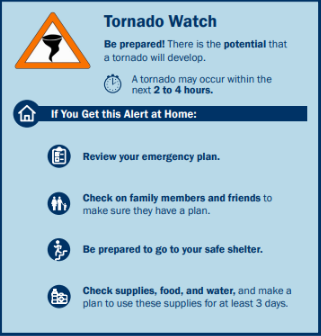 Tornado Watch
Be prepared! There is the potential that
a tornado will develop.
A tornado may occur within the
next 2 to 4 hours.
If You Get this Alert at Home:
Review your emergency plan.
Check on family members and friends to
make sure they have a plan.
Be prepared to go to your safe shelter.
Check supplies, food, and water, and make a
plan to use these supplies for at least 3 days.